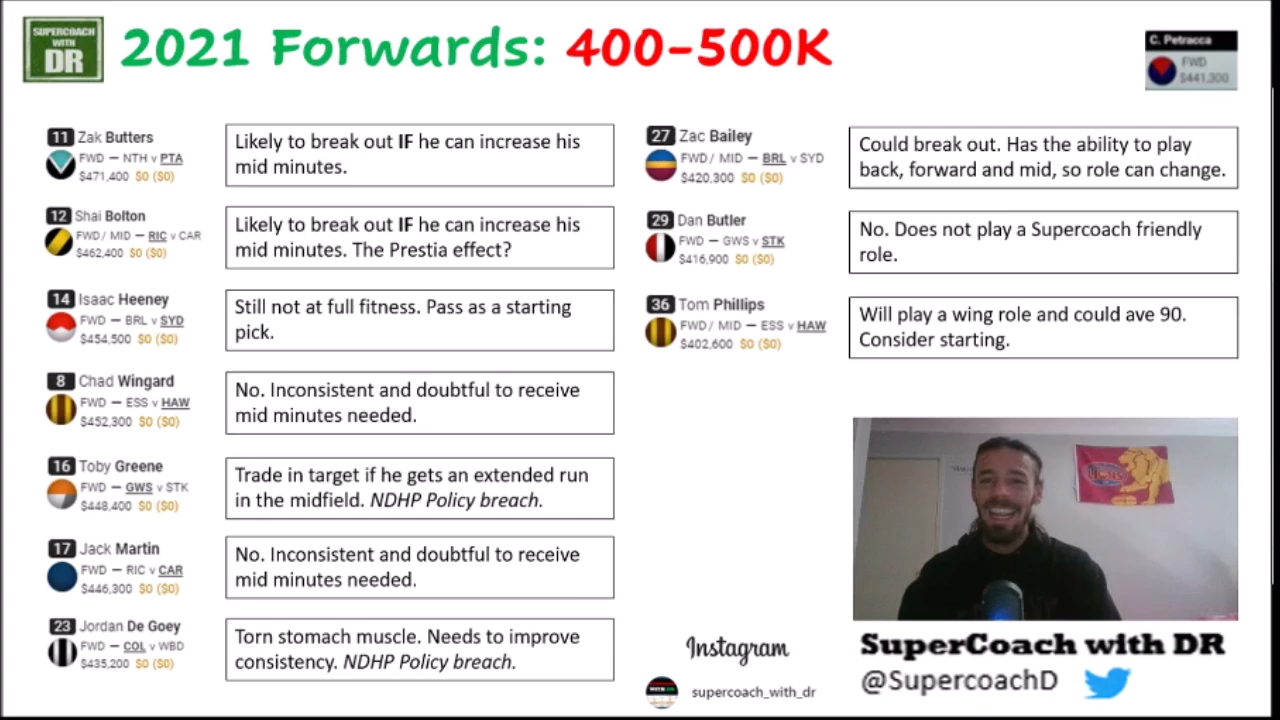 SUPERCOACH
WITH
DR
2021 Forwards: 400-500K
C. Petracca
FWD
$441,300
11 Zak Butters
FWD — NTH v PTA
$471,400 $0 ($0)
Likely to break out IF he can increase his
mid minutes.
12 Shai Bolton
FWD/ MID — RIC v CAR
$462,400 $0 ($0)
Likely to break out IF he can increase his
mid minutes. The Prestia effect?
14 Isaac Heeney
FWD — BRL v SYD
$454,500 $0 ($0)
Still not at full fitness. Pass as a starting
pick.
8 Chad Wingard
FWD — ESS v HAW
$452,300 $0 ($0)
No. Inconsistent and doubtful to receive
mid minutes needed.
16 Toby Greene
FWD — GWS v STK
$448,400 $0 ($0)
Trade in target if he gets an extended run
in the midfield. NDHP Policy breach.
17 Jack Martin
FWD — RIC v CAR
$446,300 $0 ($0)
No. Inconsistent and doubtful to receive
mid minutes needed.
23 Jordan De Goey
FWD — COL v WBD
$435,200 $0 ($0)
Torn stomach muscle. Needs to improve
consistency. NDHP Policy breach.
27 Zac Bailey
FWD/ MID — BRL v SYD
$420,300 $0 ($0)
Could break out. Has the ability to play
back, forward and mid, so role can change.
29 Dan Butler
FWD — GWS v STK
$416,900 $0 ($0)
No. Does not play a Supercoach friendly
role.
36 Tom Phillips
FWD/ MID — ESS v HAW
$402,600 $0 ($0)
Will play a wing role and could ave 90.
Consider starting.
Instagram
supercoach_with_dr
SuperCoach with DR
@SupercoachD